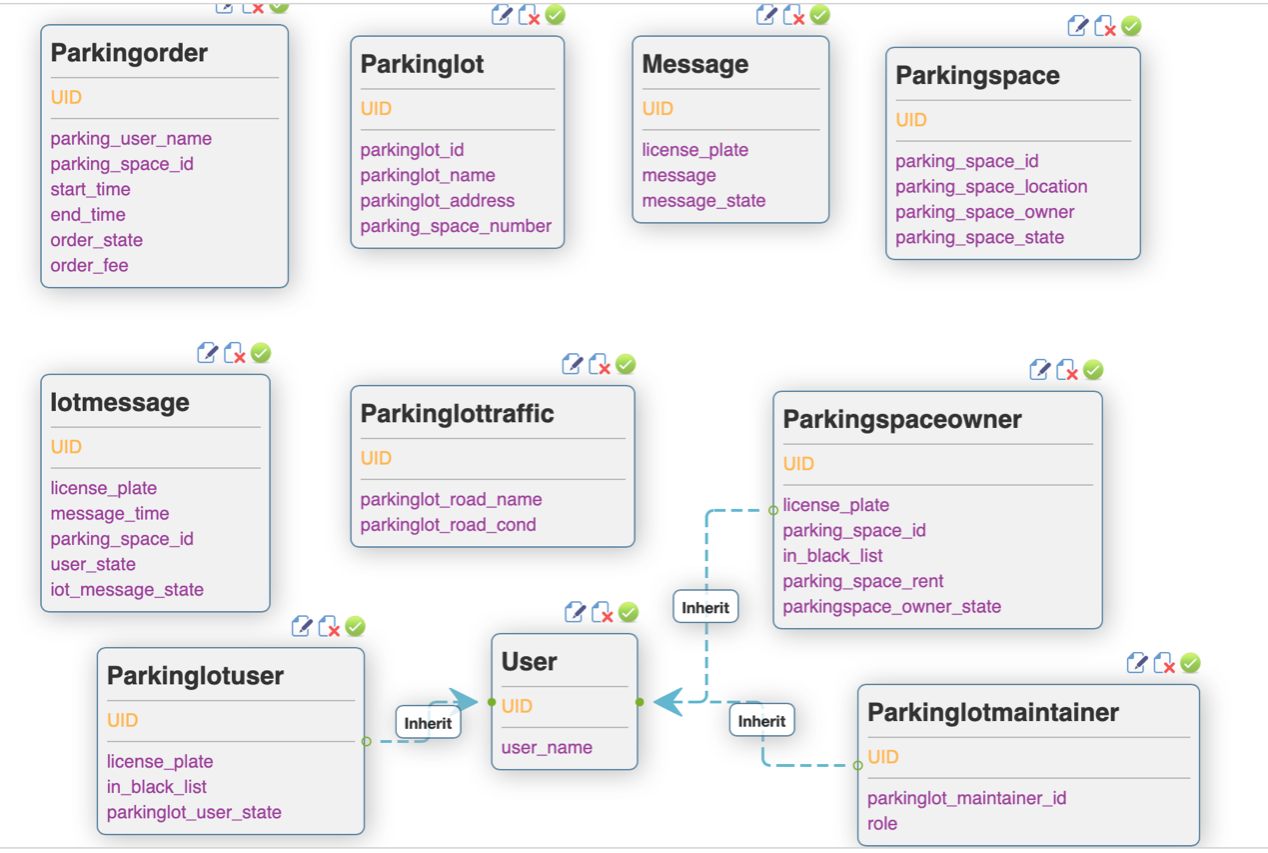 Parkingorder
UID
parking_user_name
parking_space_id
start_time
end_time
order_state
order_fee
Parkinglot
UID
parkinglot_id
parkinglot_name
parkinglot_address
parking_space_number
Message
UID
license_plate
message
message_state
Parkingspace
UID
parking_space_id
parking_space_location
parking_space_owner
parking_space_state
Iotmessage
UID
license_plate
message_time
parking_space_id
user_state
iot_message_state
Parkinglottraffic
UID
parkinglot_road_name
parkinglot_road_cond
Parkingspaceowner
UID
license_plate
parking_space_id
in_black_list
parking_space_rent
parkingspace_owner_state
Inherit
Parkinglotuser
UID
license_plate
in_black_list
parkinglot_user_state
Inherit
User
UID
user_name
Inherit
Parkinglotmaintainer
UID
parkinglot_maintainer_id
role